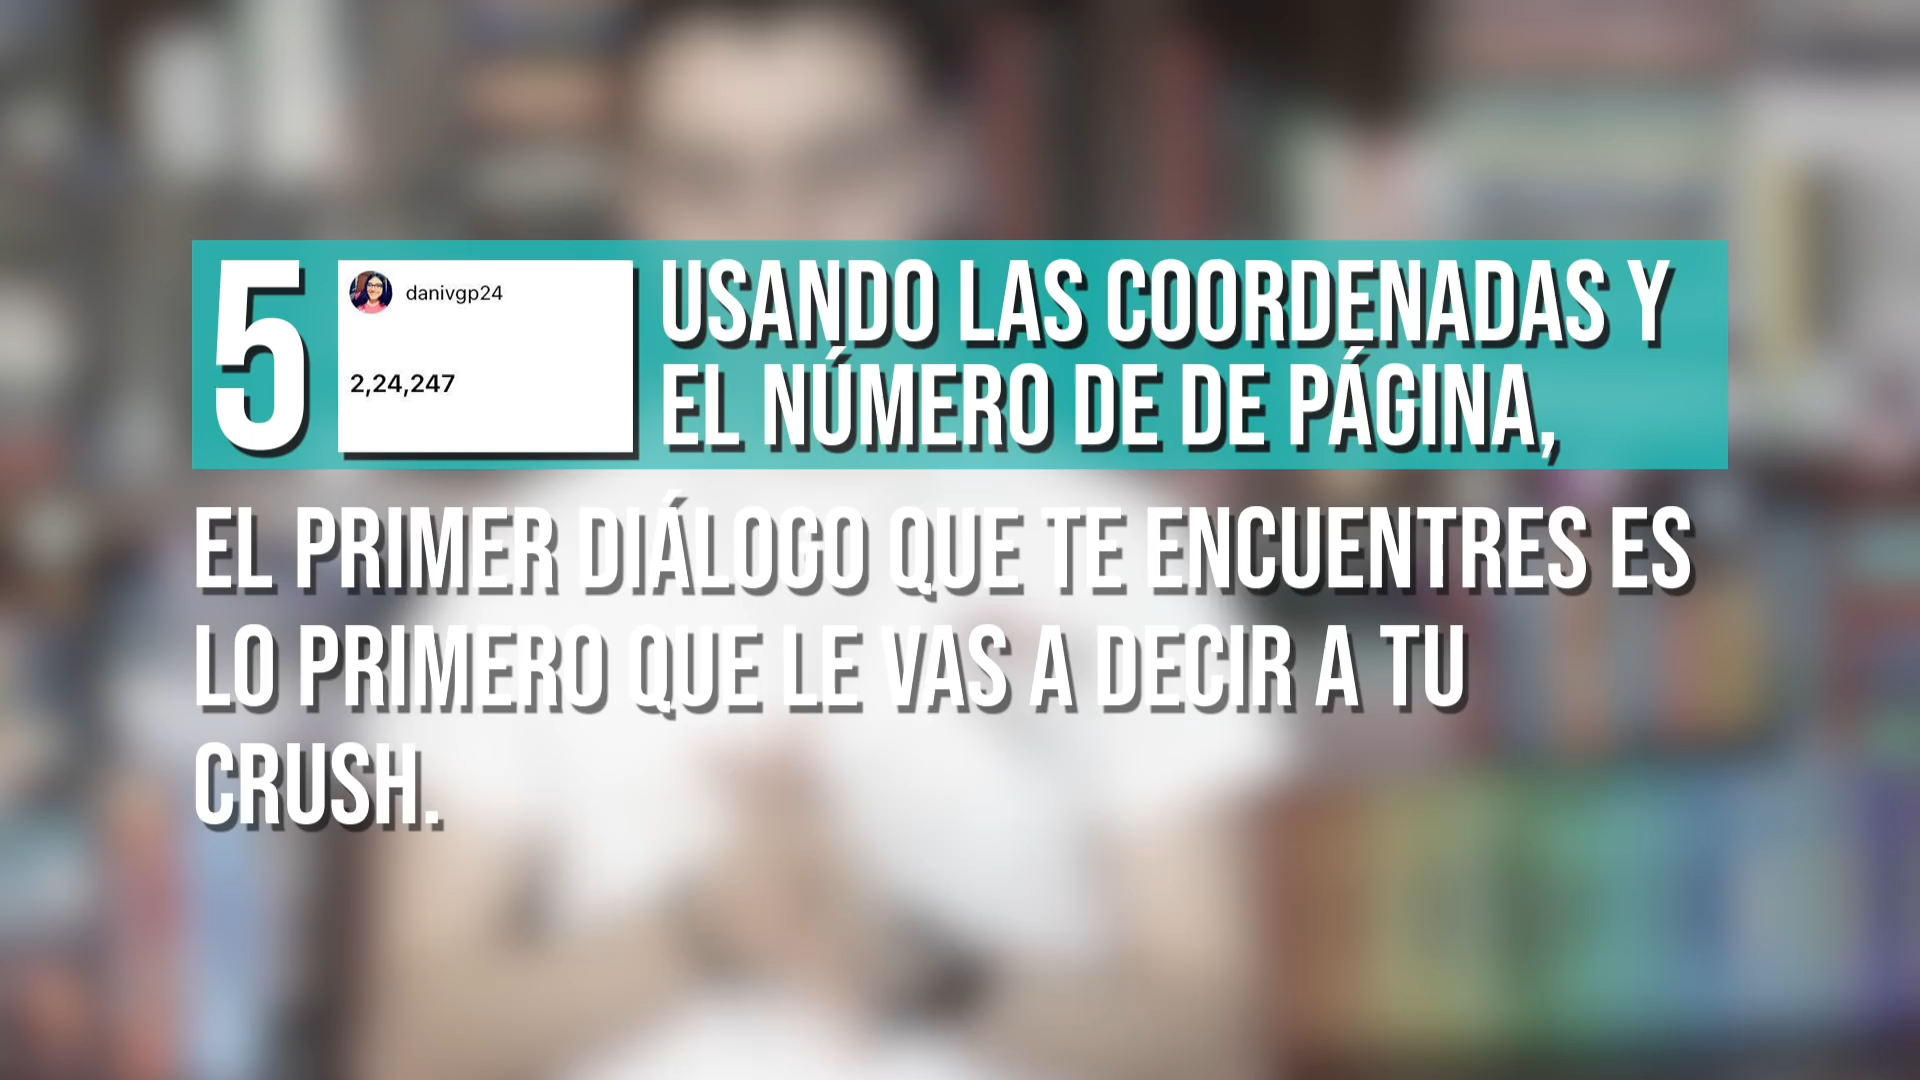 5
danivgp24
2,24,247
USANDO LAS COORDENADAS Y
EL NÚMERO DE DE PÁGINA,
EL PRIMER DIÁLOGO QUE TE ENCUENTRES ES
LO PRIMERO QUE LE VAS A DECIR A TU
CRUSH.